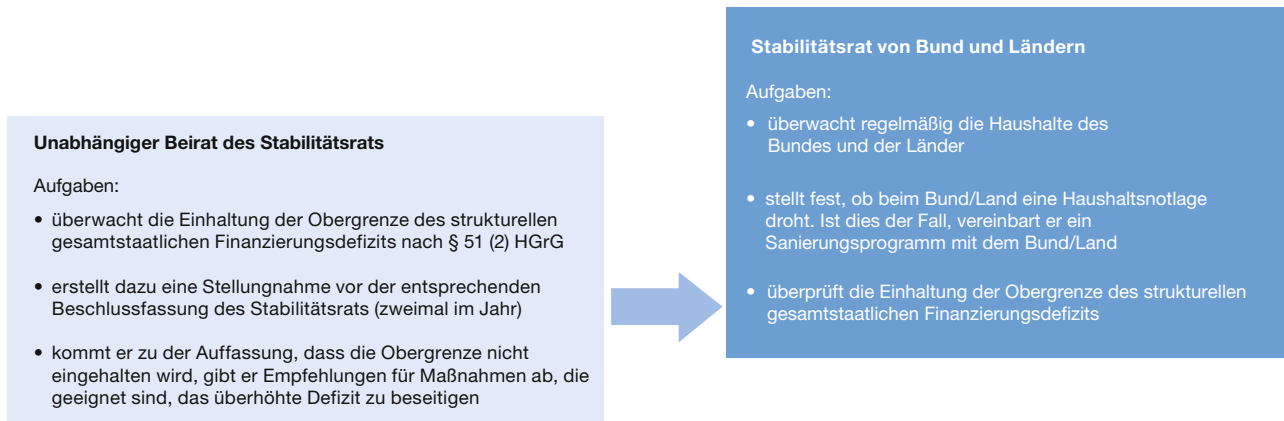 Unabhängiger Beirat des Stabilitätsrats
Aufgaben:
• überwacht die Einhaltung der Obergrenze des strukturellen
gesamtstaatlichen Finanzierungsdefizits nach § 51 (2) HGrG
• erstellt dazu eine Stellungnahme vor der entsprechenden
Beschlussfassung des Stabilitätsrats (zweimal im Jahr)
• kommt er zu der Auffassung, dass die Obergrenze nicht
eingehalten wird, gibt er Empfehlungen für Maßnahmen ab, die
geeignet sind, das überhöhte Defizit zu beseitigen
Stabilitätsrat von Bund und Ländern
Aufgaben:
• überwacht regelmäßig die Haushalte des
Bundes und der Länder
• stellt fest, ob beim Bund/Land eine Haushaltsnotlage
droht. Ist dies der Fall, vereinbart er ein
Sanierungsprogramm mit dem Bund/Land
• überprüft die Einhaltung der Obergrenze des strukturellen
gesamtstaatlichen Finanzierungsdefizits